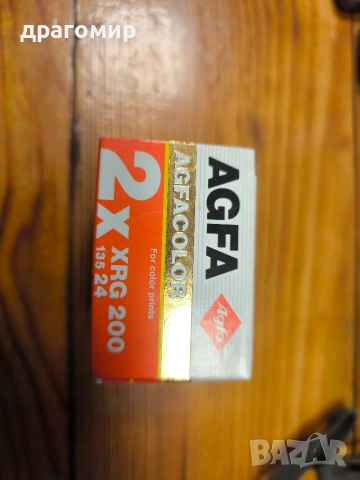 драгомир
AGFA
Agfa
AGFACOLOR
For color prints
2X XRG 200
135 24
BAZAR